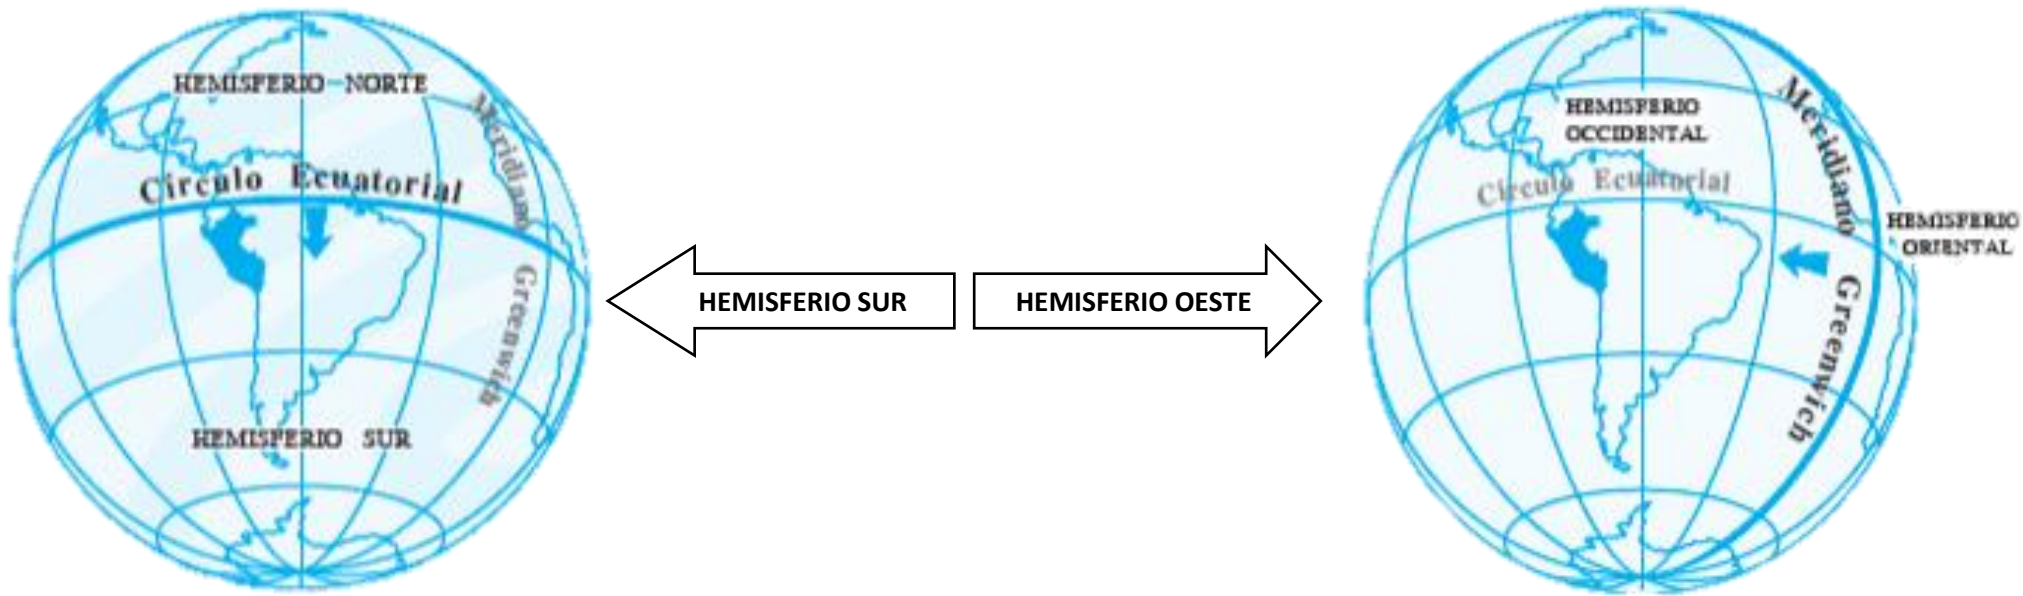 HEMISFERIO NORTE
Meridiano
Círculo Ecuatorial
Greenwich
HEMISFERIO SUR
HEMISFERIO SUR
HEMISFERIO OESTE
HEMISFERIO
OCCIDENTAL
Meridiano
Círculo Ecuatorial
HEMISFERIO
ORIENTAL
Greenwich